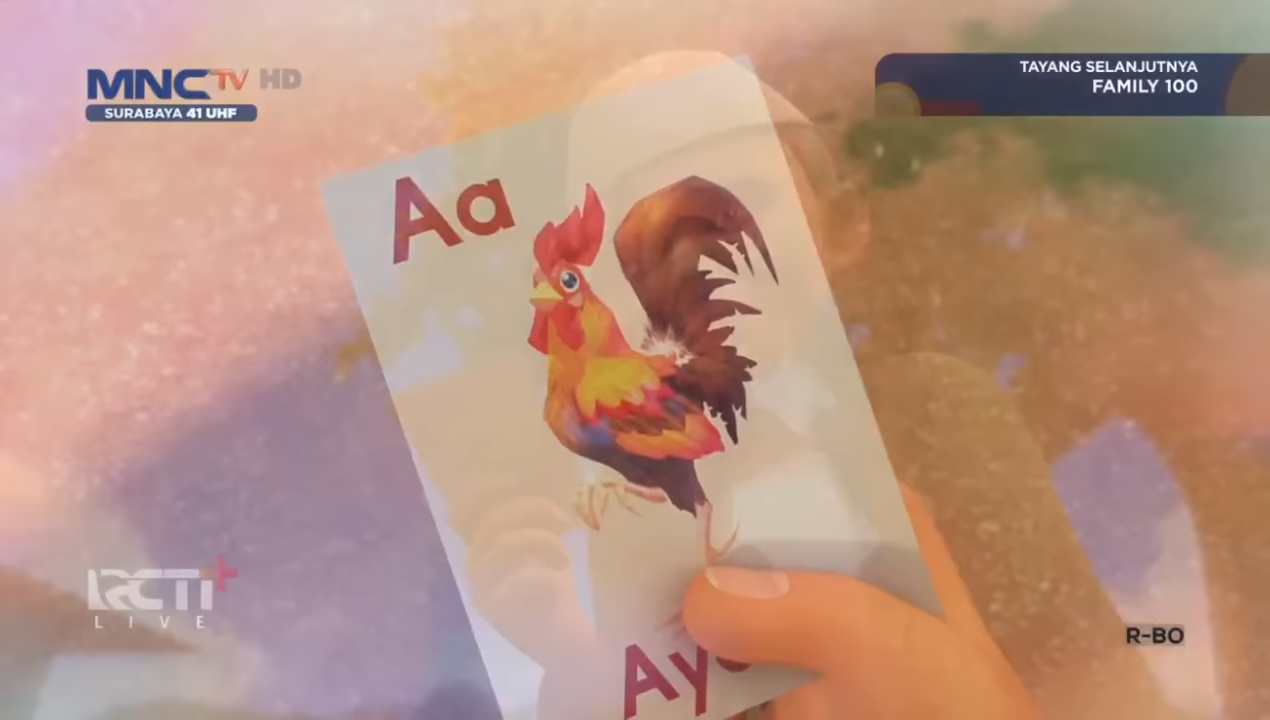 MNCTV HD
SURABAYA 41 UHF
TAYANG SELANJUTNYA
FAMILY 100
Aa
RCTI+
LIVE
R-BO